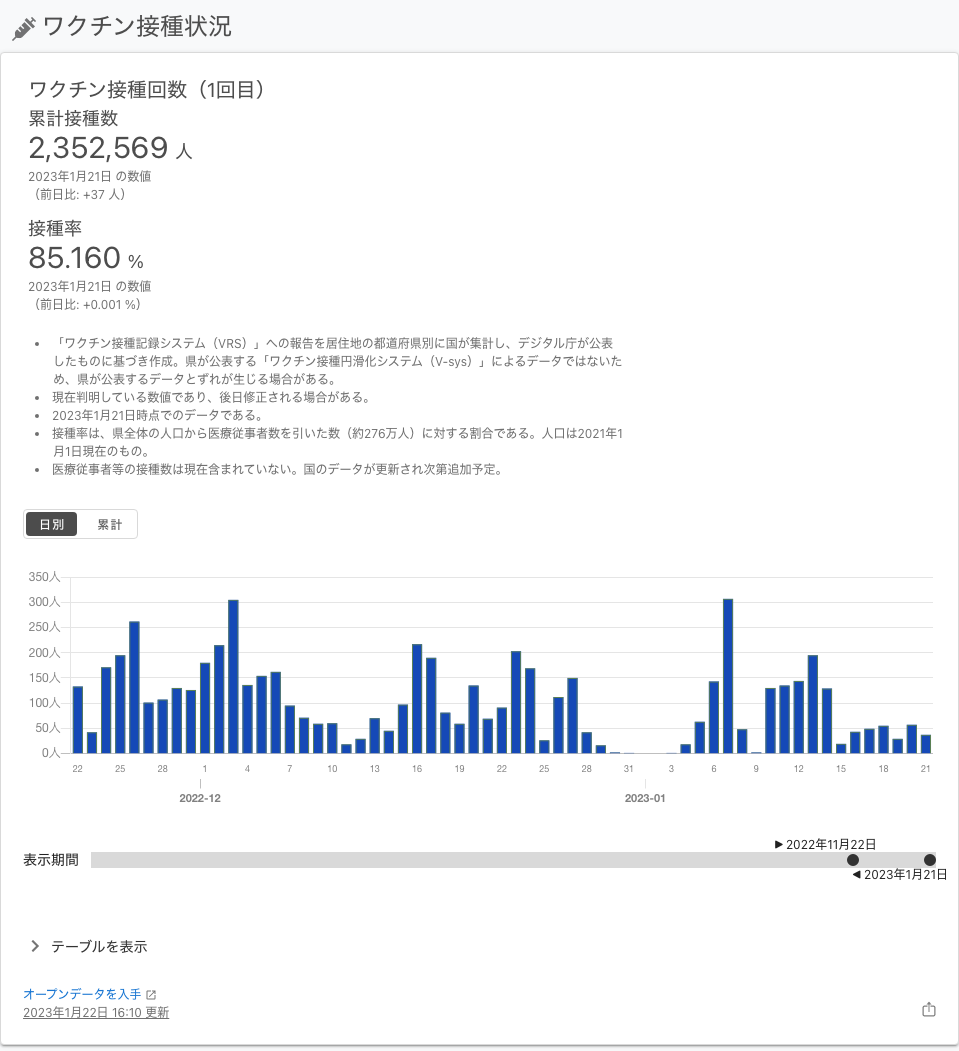 ワクチン接種状況
ワクチン接種回数（1回目）
累計接種数
2,352,569 人
2023年1月21日 の数値
（前日比: +37 人）
接種率
85.160 %
2023年1月21日 の数値
（前日比: +0.001 %）
「ワクチン接種記録システム（VRS）」への報告を居住地の都道府県別に国が集計し、デジタル庁が公表
したものに基づき作成。県が公表する「ワクチン接種円滑化システム（V-sys）」によるデータではないた
め、県が公表するデータとずれが生じる場合がある。
現在判明している数値であり、後日修正される場合がある。
2023年1月21日時点でのデータである。
接種率は、県全体の人口から医療従事者数を引いた数（約276万人）に対する割合である。人口は2021年1
月1日現在のもの。
医療従事者等の接種数は現在含まれていない。国のデータが更新され次第追加予定。
日別 累計
350人
300人
250人
200人
150人
100人
50人
0人
22 25 28 1 4 7 10 13 16 19 22 25 28 31 3 6 9 12 15 18 21
2022-12 2023-01
▶ 2022年11月22日
表示期間
◀ 2023年1月21日
テーブルを表示
オープンデータを入手
2023年1月22日 16:10 更新